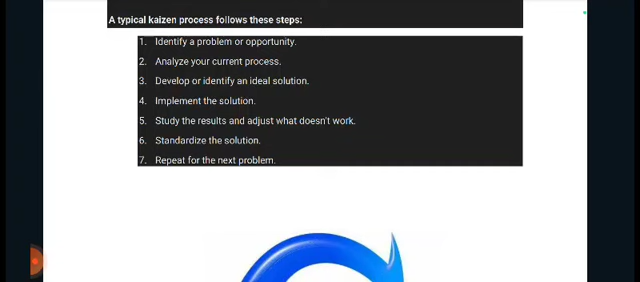 A typical kaizen process follows these steps:
1. Identify a problem or opportunity.
2. Analyze your current process.
3. Develop or identify an ideal solution.
4. Implement the solution.
5. Study the results and adjust what doesn't work.
6. Standardize the solution.
7. Repeat for the next problem.